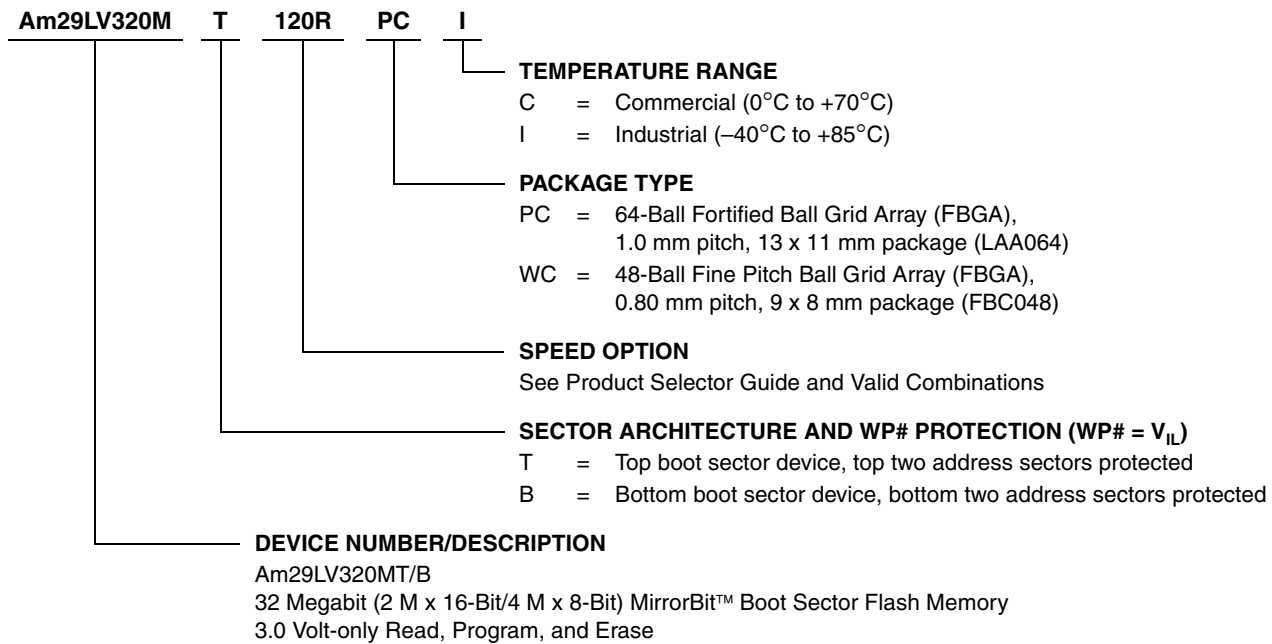 Am29LV320M T 120R PC I
TEMPERATURE RANGE
C = Commercial (0°C to +70°C)
I = Industrial (–40°C to +85°C)
PACKAGE TYPE
PC = 64-Ball Fortified Ball Grid Array (FBGA),
1.0 mm pitch, 13 x 11 mm package (LAA064)
WC = 48-Ball Fine Pitch Ball Grid Array (FBGA),
0.80 mm pitch, 9 x 8 mm package (FBC048)
SPEED OPTION
See Product Selector Guide and Valid Combinations
SECTOR ARCHITECTURE AND WP# PROTECTION (WP# = VIL)
T = Top boot sector device, top two address sectors protected
B = Bottom boot sector device, bottom two address sectors protected
DEVICE NUMBER/DESCRIPTION
Am29LV320MT/B
32 Megabit (2 M x 16-Bit/4 M x 8-Bit) MirrorBit™ Boot Sector Flash Memory
3.0 Volt-only Read, Program, and Erase